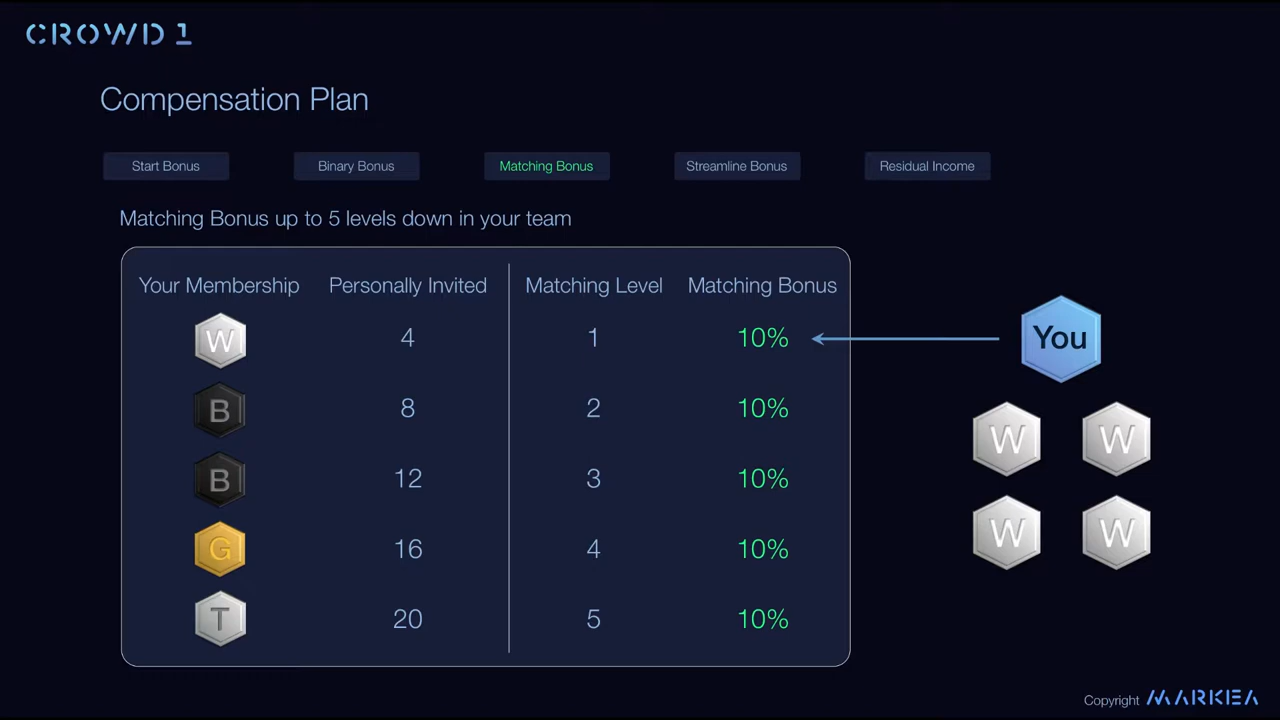 CROWD 1
Compensation Plan
Start Bonus Binary Bonus Matching Bonus Streamline Bonus Residual Income
Matching Bonus up to 5 levels down in your team
Your Membership Personally Invited Matching Level Matching Bonus
W 4 1 10% You
B 8 2 10%
W W
B 12 3 10%
G 16 4 10%
W W
T 20 5 10%
Copyright MARKEA